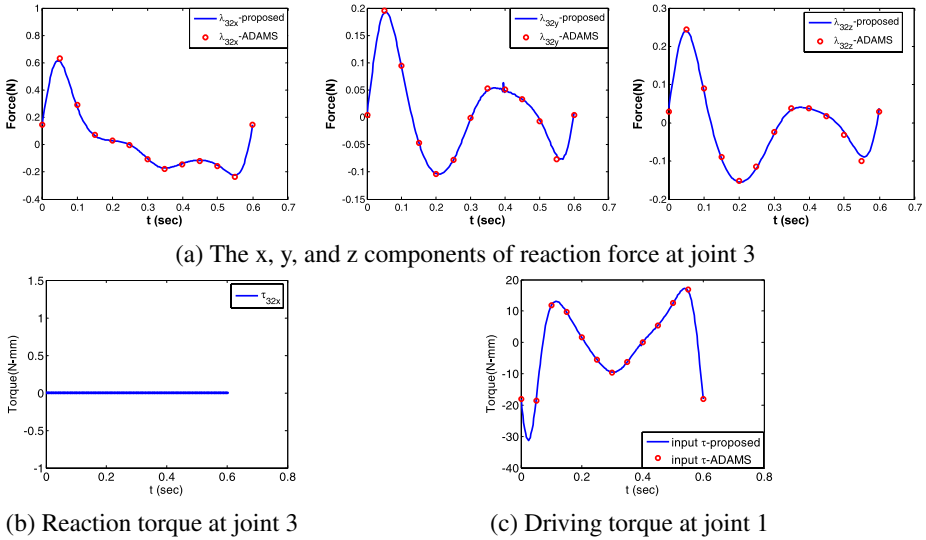 λ32x-proposed
λ32x-ADAMS
Force(N)
1
0.8
0.6
0.4
0.2
0
-0.2
-0.4
0 0.1 0.2 0.3 0.4 0.5 0.6 0.7
t (sec)
λ32y-proposed
λ32y-ADAMS
Force(N)
0.2
0.15
0.1
0.05
0
-0.05
-0.1
-0.15
0 0.1 0.2 0.3 0.4 0.5 0.6 0.7
t (sec)
λ32z-proposed
λ32z-ADAMS
Force(N)
0.3
0.2
0.1
0
-0.1
0.2
0 0.1 0.2 0.3 0.4 0.5 0.6 0.7
t (sec)
(a) The x, y, and z components of reaction force at joint 3
τ32x
Torque(N-mm)
1.5
1
0.5
0
-0.5
-1
0 0.2 0.4 0.6 0.8
t (sec)
(b) Reaction torque at joint 3
Torque(N-mm)
20
10
0
-10
-20
-30
-40
0 0.2 0.4 0.6 0.8
t (sec)
input τ-proposed
input τ-ADAMS
(c) Driving torque at joint 1